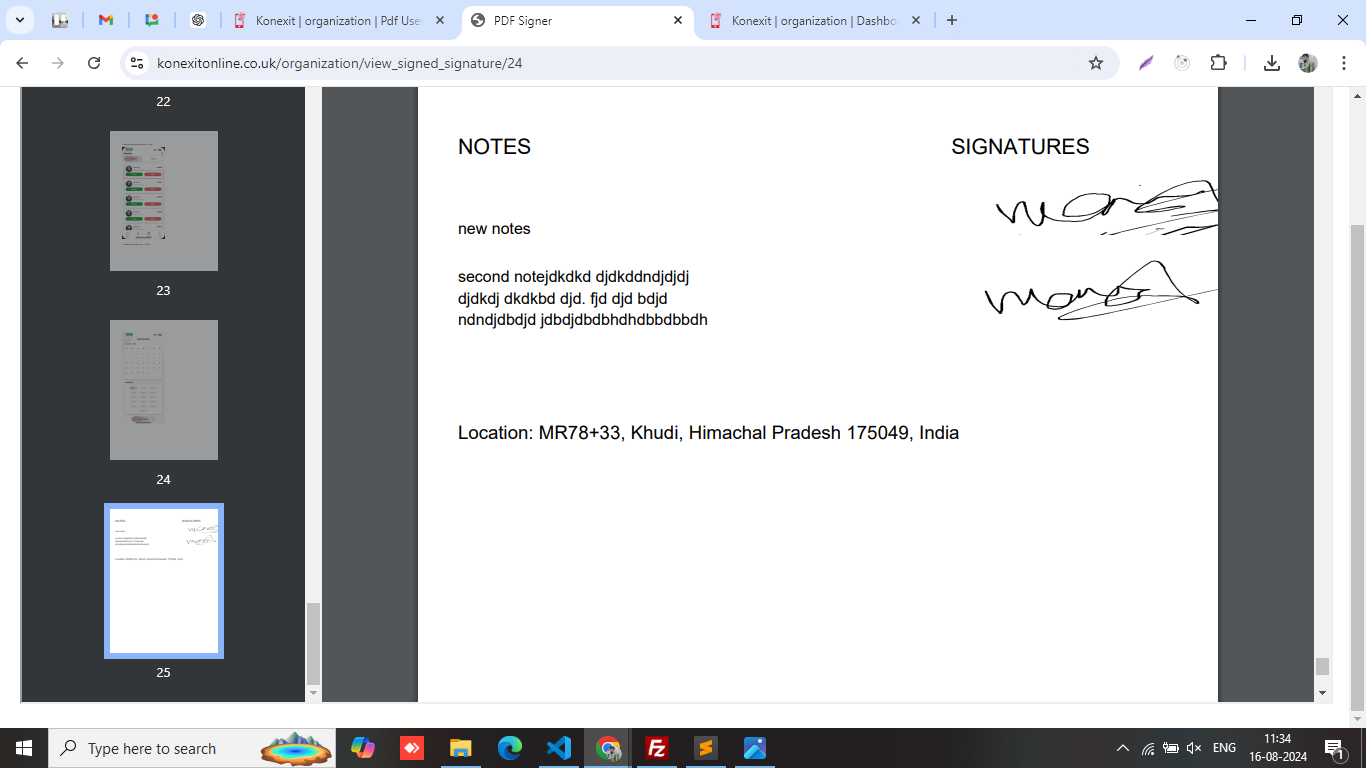 Konexit | organization | Pdf Use
PDF Signer
Konexit | organization | Dashbo
konexitonline.co.uk/organization/view_signed_signature/24
22
23
24
25
NOTES
SIGNATURES
new notes
second notejdkdkd djdkddndjdjdj
djdkdj dkdkbd djd. fjd djd bdjd
ndndjdbdjd jdbdjdbdbhdhdbbdbbdh
Location: MR78+33, Khudi, Himachal Pradesh 175049, India
Type here to search
ENG
11:34
16-08-2024
1